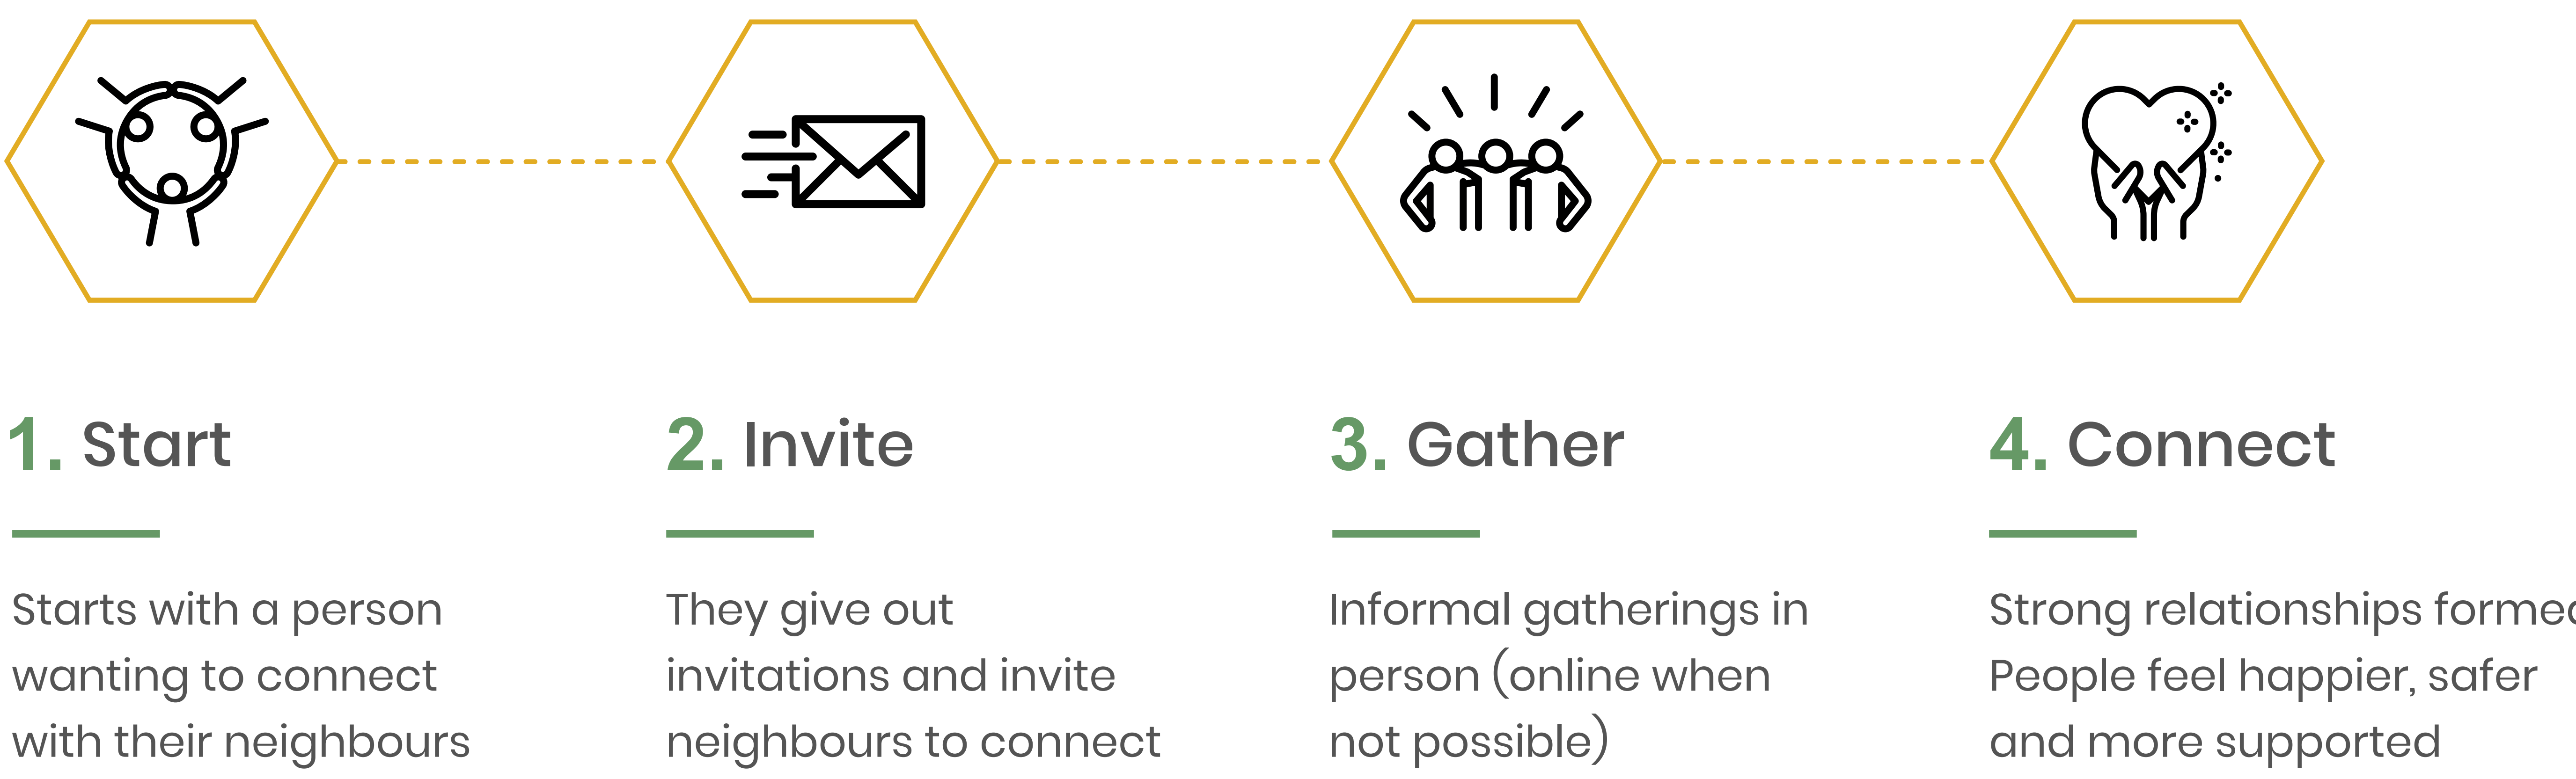 1. Start
Starts with a person
wanting to connect
with their neighbours
2. Invite
They give out
invitations and invite
neighbours to connect
3. Gather
Informal gatherings in
person (online when
not possible)
4. Connect
Strong relationships formed
People feel happier, safer
and more supported